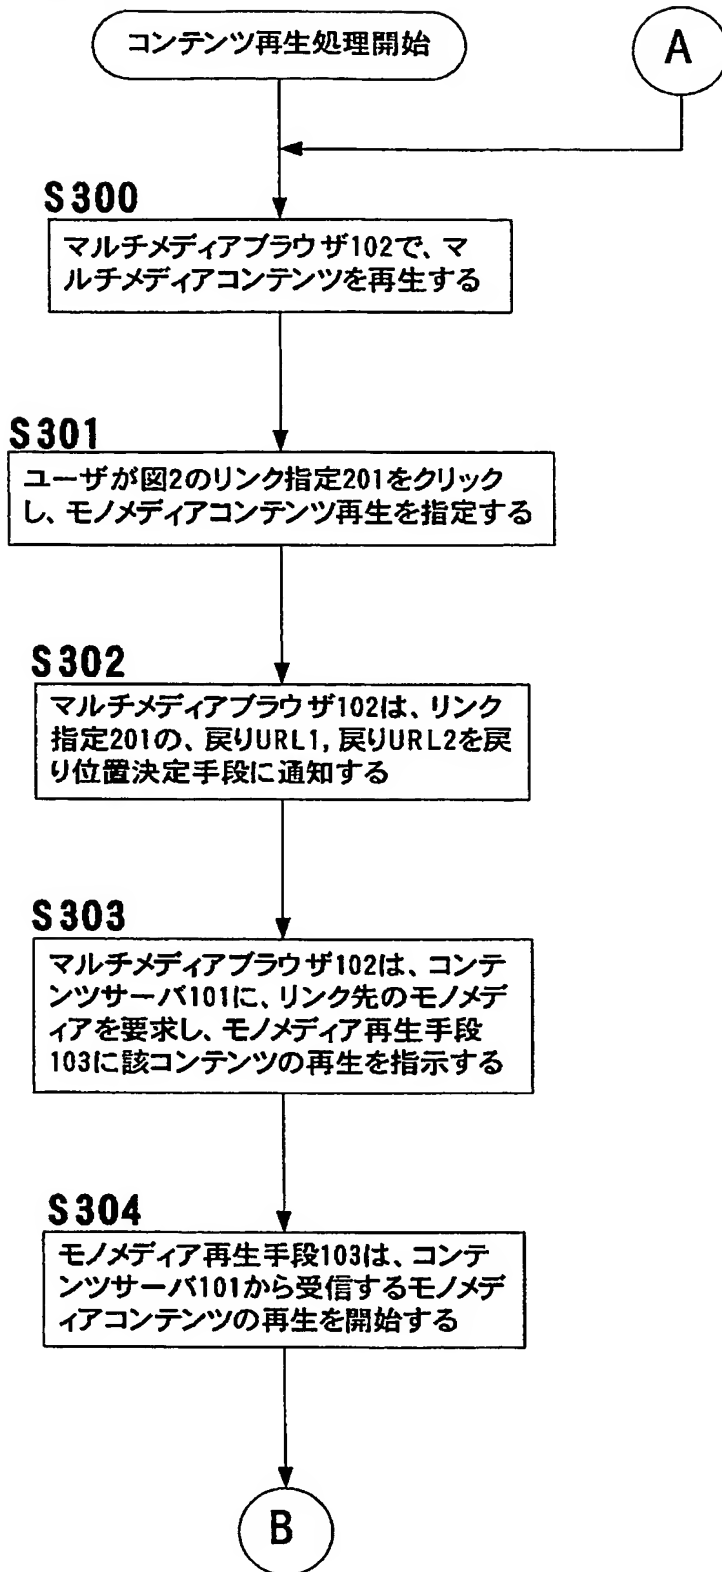 コンテンツ再生処理開始
A
S300
マルチメディアブラウザ102で、マ
ルチメディアコンテンツを再生する
S301
ユーザが図2のリンク指定201をクリック
し、モノメディアコンテンツ再生を指定する
S302
マルチメディアブラウザ102は、リンク
指定201の、戻りURL1, 戻りURL2を戻
り位置決定手段に通知する
S303
マルチメディアブラウザ102は、コンテ
ンツサーバ101に、リンク先のモノメデ
ィアを要求し、モノメディア再生手段
103に該コンテンツの再生を指示する
S304
モノメディア再生手段103は、コンテ
ンツサーバ101から受信するモノメデ
ィアコンテンツの再生を開始する
B